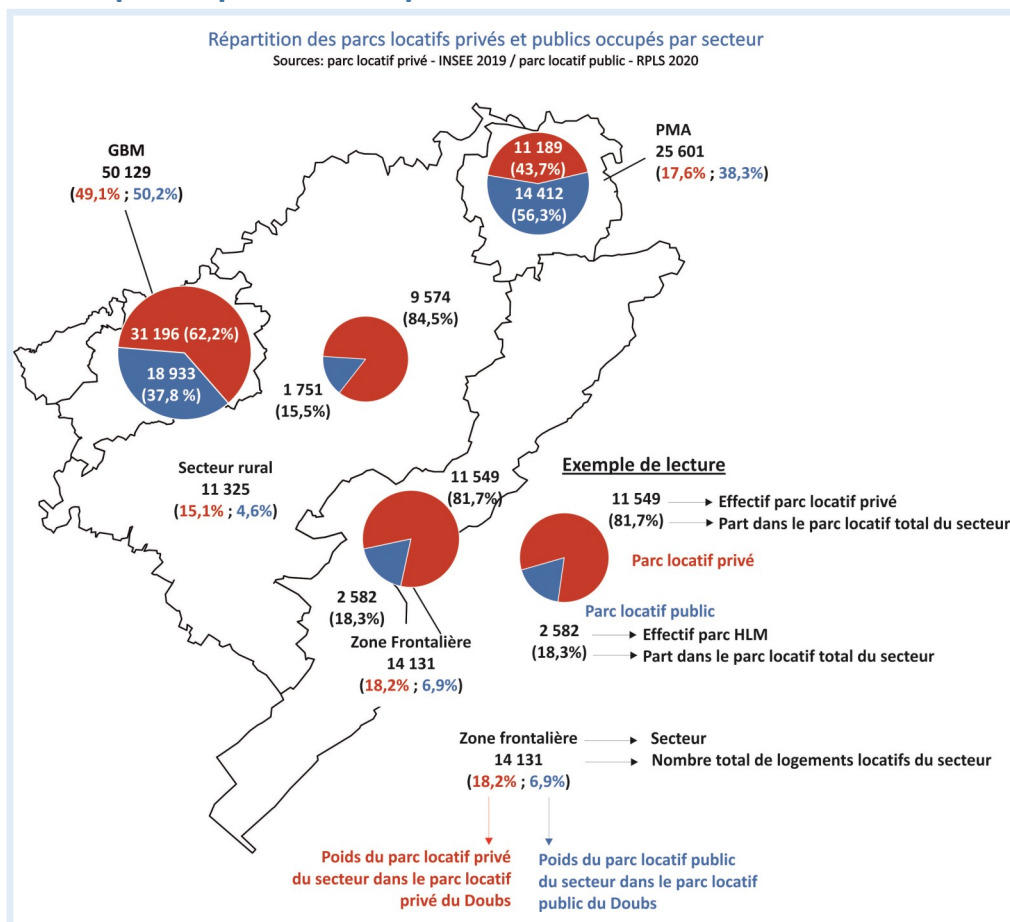 Répartition des parcs locatifs privés et publics occupés par secteur
Sources: parc locatif privé - INSEE 2019 / parc locatif public - RPLS 2020
GBM
50 129
(49,1% ; 50,2%)
11 189
(43,7%)
14 412
(56,3%)
PMA
25 601
(17,6% ; 38,3%)
31 196 (62,2%)
18 933
(37,8 %)
9 574
(84,5%)
1 751
(15,5%)
Secteur rural
11 325
(15,1% ; 4,6%)
11 549
(81,7%)
2 582
(18,3%)
Zone Frontalière
14 131
(18,2% ; 6,9%)
Exemple de lecture
11 549
(81,7%)
Effectif parc locatif privé
Part dans le parc locatif total du secteur
Parc locatif privé
Parc locatif public
2 582
(18,3%)
Effectif parc HLM
Part dans le parc locatif total du secteur
Zone frontalière
14 131
(18,2% ; 6,9%)
Secteur
Nombre total de logements locatifs du secteur
Poids du parc locatif privé
du secteur dans le parc locatif
privé du Doubs
Poids du parc locatif public
du secteur dans le parc locatif
public du Doubs